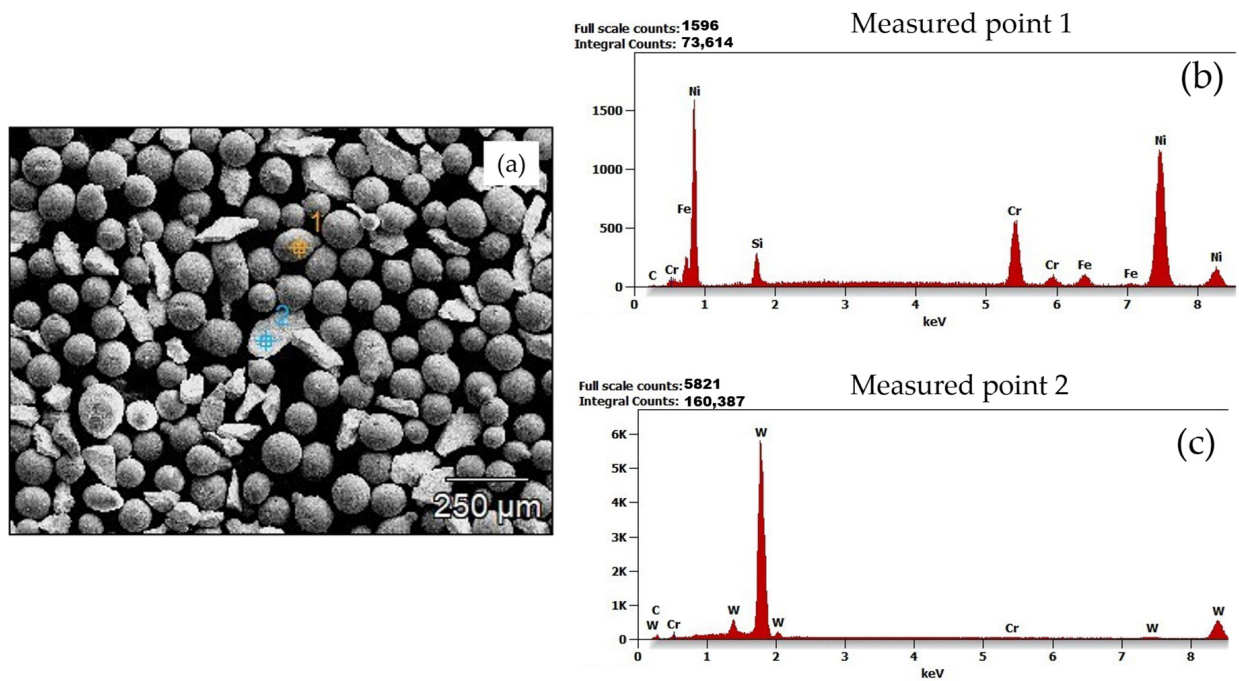 (a)
1
2
250 µm
Full scale counts: 1596
Integral Counts: 73,614
Measured point 1
(b)
0 1 2 3 4 5 6 7 8
1500
1000
500
0
Ni
Fe
C
Cr
Si
Cr
Cr
Fe
Fe
Ni
Ni
keV
Full scale counts: 5821
Integral Counts: 160,387
Measured point 2
(c)
6K
5K
4K
3K
2K
1K
0
W
C
W
Cr
W
W
Cr
W
W
0 1 2 3 4 5 6 7 8
keV